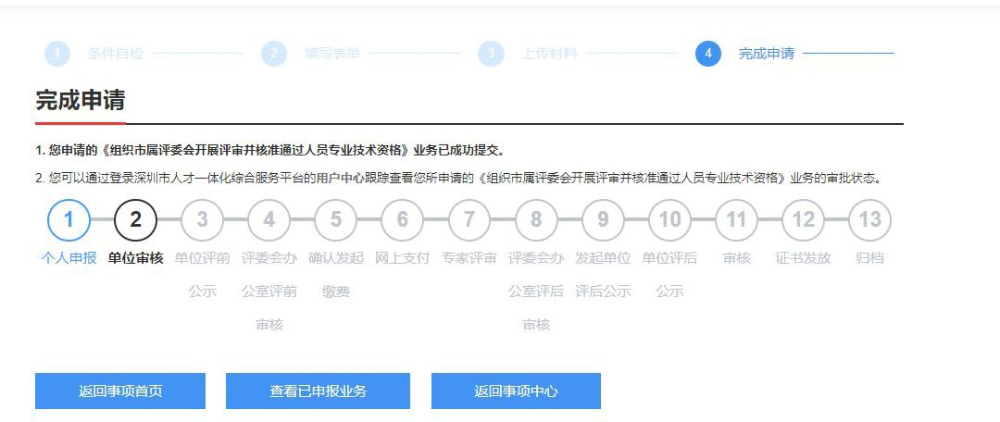 1 条件自检 2 填写表单 3 上传材料 4 完成申请
完成申请
1. 您申请的《组织市属评委会开展评审并核准通过人员专业技术资格》业务已成功提交。
2. 您可以通过登录深圳市人才一体化综合服务平台的用户中心跟踪查看您所申请的《组织市属评委会开展评审并核准通过人员专业技术资格》业务的审批状态。
1 2 3 4 5 6 7 8 9 10 11 12 13
个人申报 单位审核 单位评前 评委会办 确认发起 网上支付 专家评审 评委会办 发起单位 单位评后 审核 证书发放 归档
公示 公室评前 缴费 公室评后 评后公示 公示
审核 审核
返回事项首页 查看已申报业务 返回事项中心